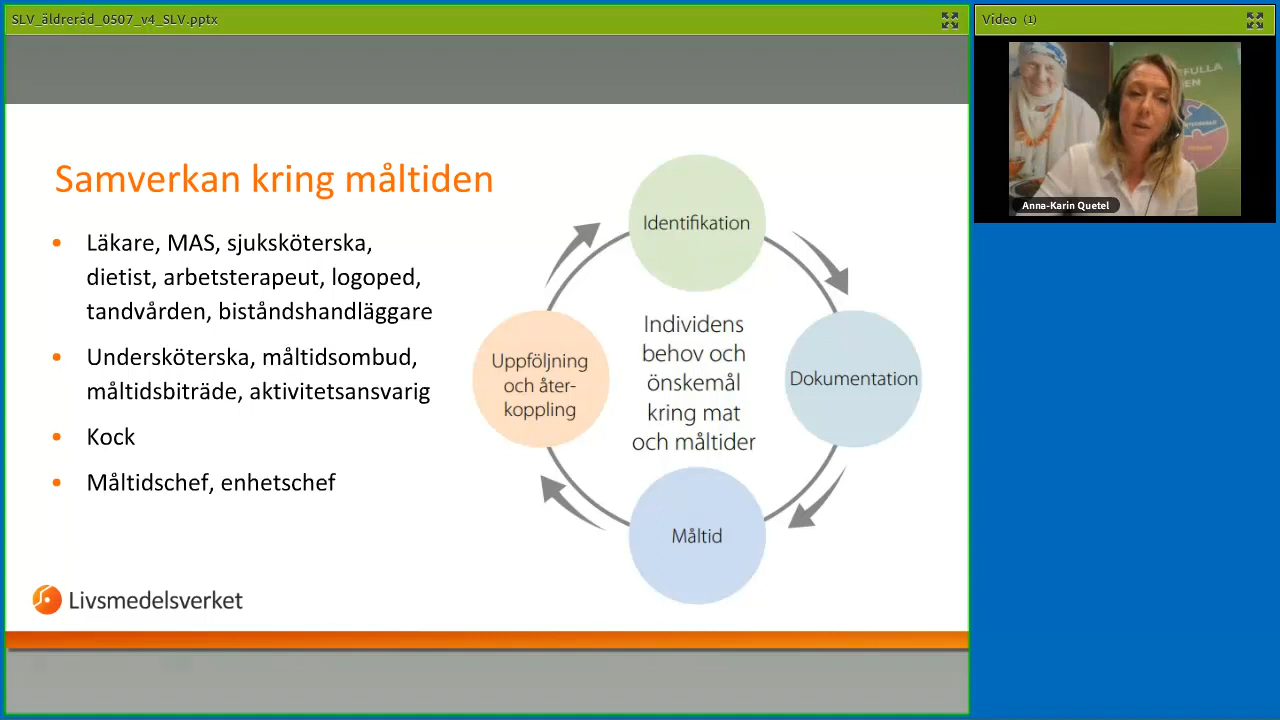 SLV_äldreråd_0507_v4_SLV.pptx
Video (1)
Samverkan kring måltiden
Läkare, MAS, sjuksköterska,
dietist, arbetsterapeut, logoped,
tandvården, biståndshandläggare
Undersköterska, måltidsombud,
måltidsbiträde, aktivitetsansvarig
Kock
Måltidschef, enhetschef
Identifikation
Dokumentation
Måltid
Uppföljning
och åter-
koppling
Individens
behov och
önskemål
kring mat
och måltider
Livsmedelsverket
Anna-Karin Quetel